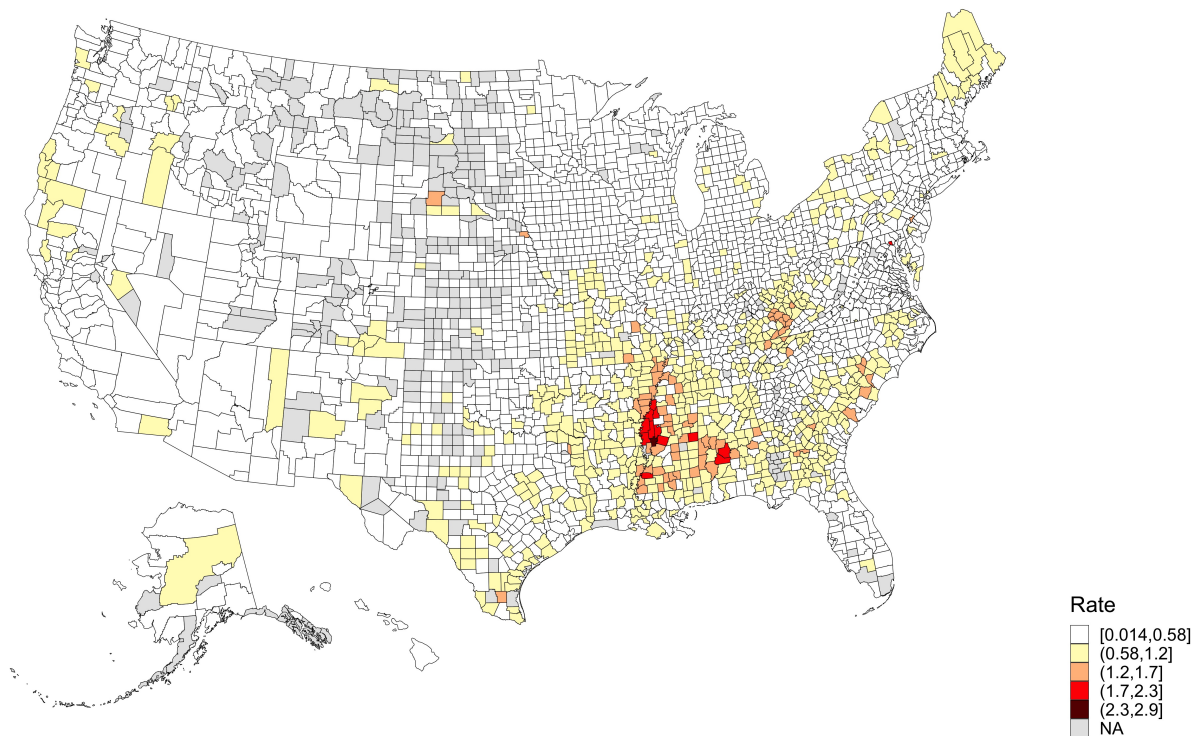 Rate
[0.014,0.58]
(0.58,1.2]
(1.2,1.7]
(1.7,2.3]
(2.3,2.9]
NA